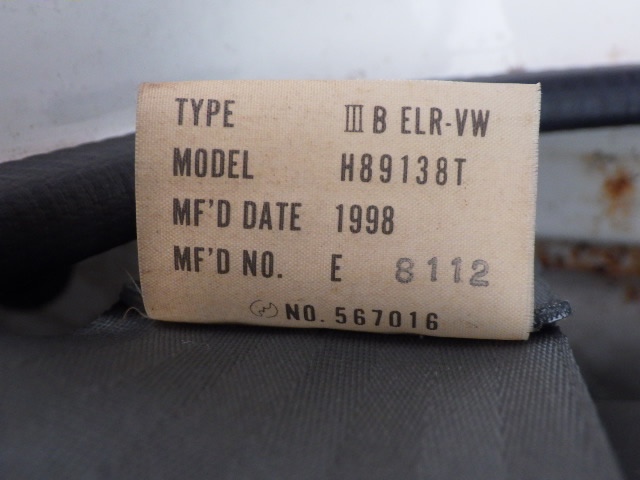 TYPE III B ELR-VW
MODEL H89138T
MF'D DATE 1998
MF'D NO. E 8112
NO. 567016